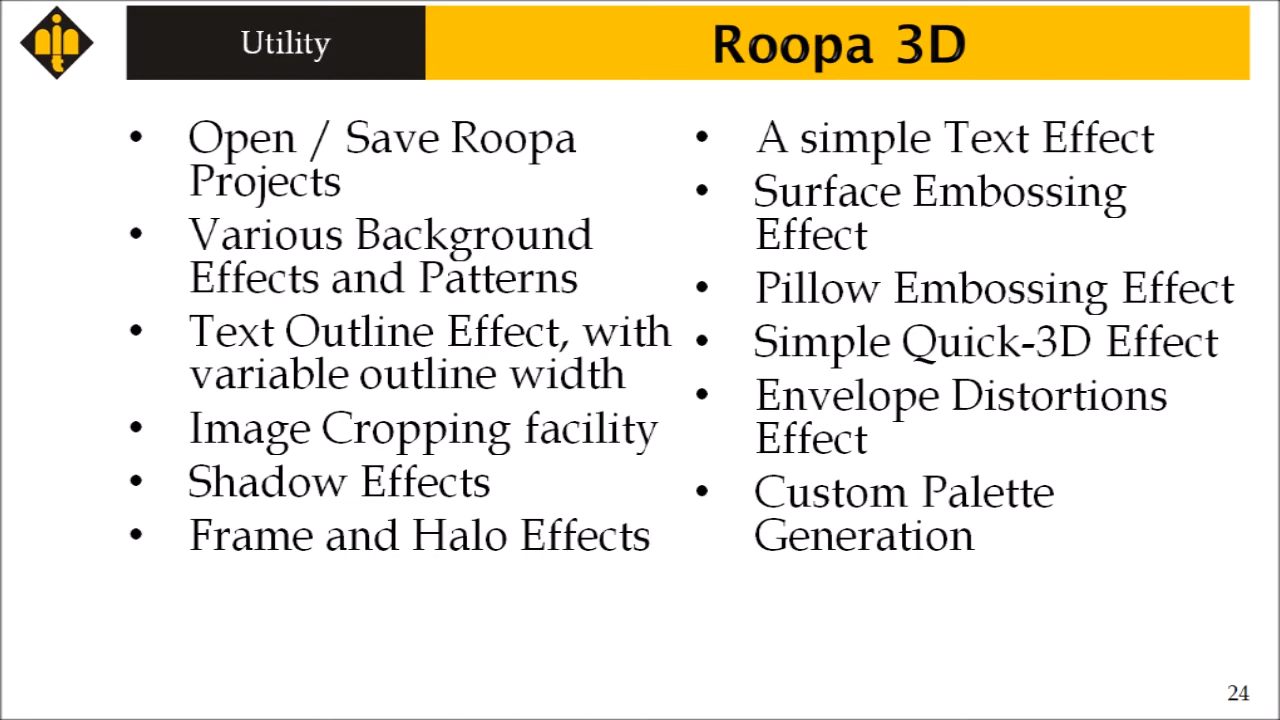 Utility
Roopa 3D
• Open / Save Roopa
Projects
• Various Background
Effects and Patterns
• Text Outline Effect, with
variable outline width
• Image Cropping facility
• Shadow Effects
• Frame and Halo Effects
• A simple Text Effect
• Surface Embossing
Effect
• Pillow Embossing Effect
• Simple Quick-3D Effect
• Envelope Distortions
Effect
• Custom Palette
Generation
24